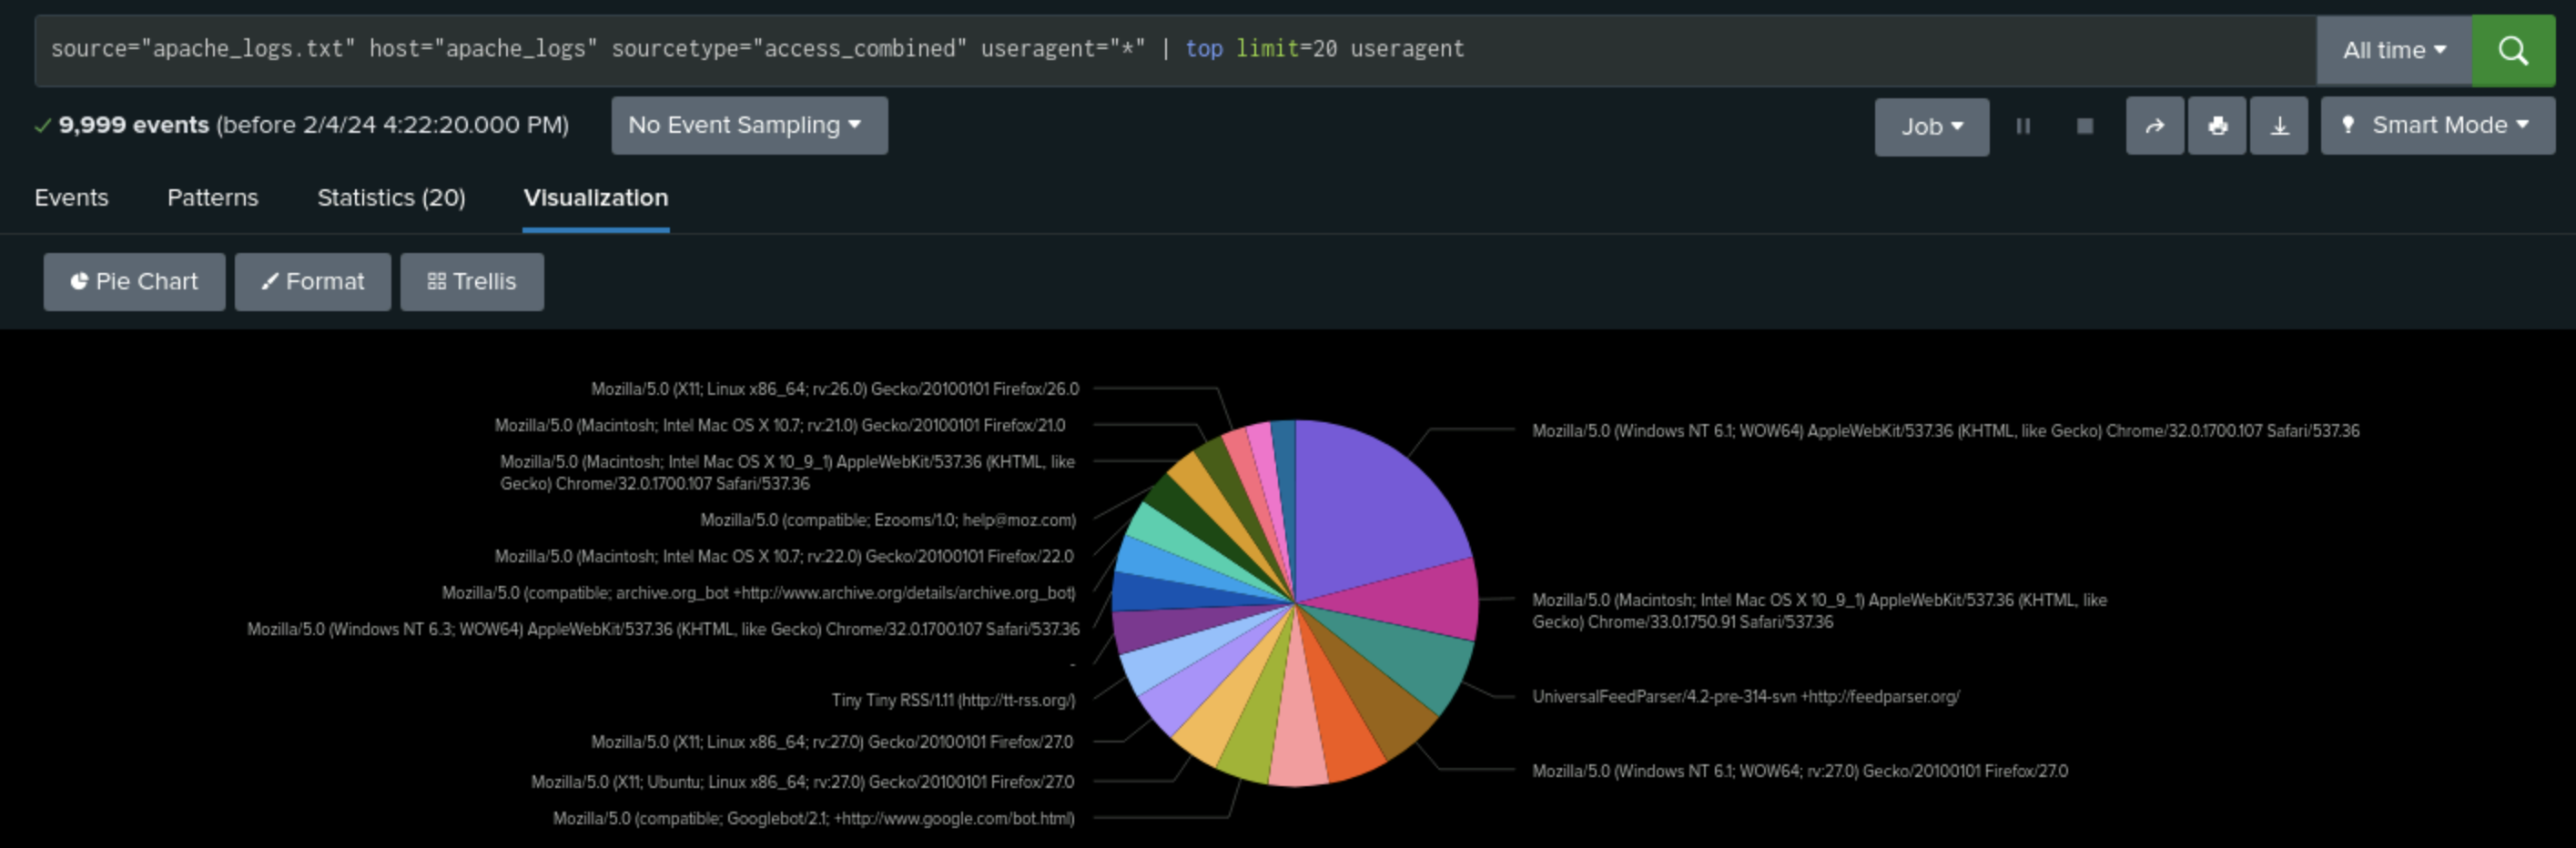 source="apache_logs.txt" host="apache_logs" sourcetype="access_combined" useragent="*" | top limit=20 useragent
All time
9,999 events (before 2/4/24 4:22:20.000 PM)
No Event Sampling
Job
Smart Mode
Events
Patterns
Statistics (20)
Visualization
Pie Chart
Format
Trellis
Mozilla/5.0 (X11; Linux x86_64; rv:26.0) Gecko/20100101 Firefox/26.0
Mozilla/5.0 (Macintosh; Intel Mac OS X 10.7; rv:21.0) Gecko/20100101 Firefox/21.0
Mozilla/5.0 (Macintosh; Intel Mac OS X 10_9_1) AppleWebKit/537.36 (KHTML, like
Gecko) Chrome/32.0.1700.107 Safari/537.36
Mozilla/5.0 (compatible; Ezooms/1.0; help@moz.com)
Mozilla/5.0 (Macintosh; Intel Mac OS X 10.7; rv:22.0) Gecko/20100101 Firefox/22.0
Mozilla/5.0 (compatible; archive.org_bot +http://www.archive.org/details/archive.org_bot)
Mozilla/5.0 (Windows NT 6.3; WOW64) AppleWebKit/537.36 (KHTML, like Gecko) Chrome/32.0.1700.107 Safari/537.36
-
Tiny Tiny RSS/1.11 (http://tt-rss.org/)
Mozilla/5.0 (X11; Linux x86_64; rv:27.0) Gecko/20100101 Firefox/27.0
Mozilla/5.0 (X11; Ubuntu; Linux x86_64; rv:27.0) Gecko/20100101 Firefox/27.0
Mozilla/5.0 (compatible; Googlebot/2.1; +http://www.google.com/bot.html)
Mozilla/5.0 (Windows NT 6.1; WOW64) AppleWebKit/537.36 (KHTML, like Gecko) Chrome/32.0.1700.107 Safari/537.36
Mozilla/5.0 (Macintosh; Intel Mac OS X 10_9_1) AppleWebKit/537.36 (KHTML, like
Gecko) Chrome/33.0.1750.91 Safari/537.36
UniversalFeedParser/4.2-pre-314-svn +http://feedparser.org/
Mozilla/5.0 (Windows NT 6.1; WOW64; rv:27.0) Gecko/20100101 Firefox/27.0